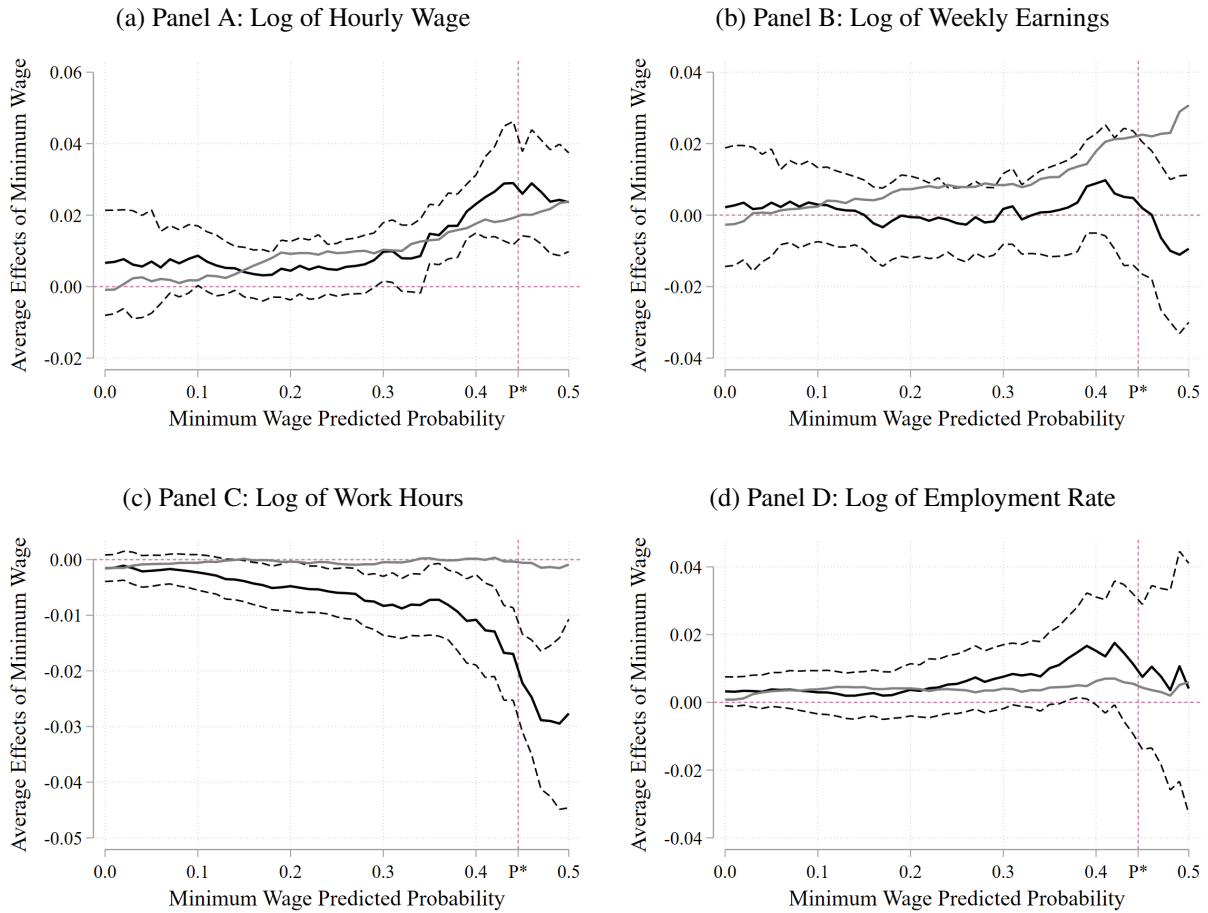 (a) Panel A: Log of Hourly Wage
Average Effects of Minimum Wage
0.06
0.04
0.02
0.00
-0.02
0.0 0.1 0.2 0.3 0.4 P* 0.5
Minimum Wage Predicted Probability
(b) Panel B: Log of Weekly Earnings
Average Effects of Minimum Wage
0.04
0.02
0.00
-0.02
-0.04
0.0 0.1 0.2 0.3 0.4 P* 0.5
Minimum Wage Predicted Probability
(c) Panel C: Log of Work Hours
Average Effects of Minimum Wage
0.00
-0.01
-0.02
-0.03
-0.04
-0.05
0.0 0.1 0.2 0.3 0.4 P* 0.5
Minimum Wage Predicted Probability
(d) Panel D: Log of Employment Rate
Average Effects of Minimum Wage
0.04
0.02
0.00
-0.02
-0.04
0.0 0.1 0.2 0.3 0.4 P* 0.5
Minimum Wage Predicted Probability